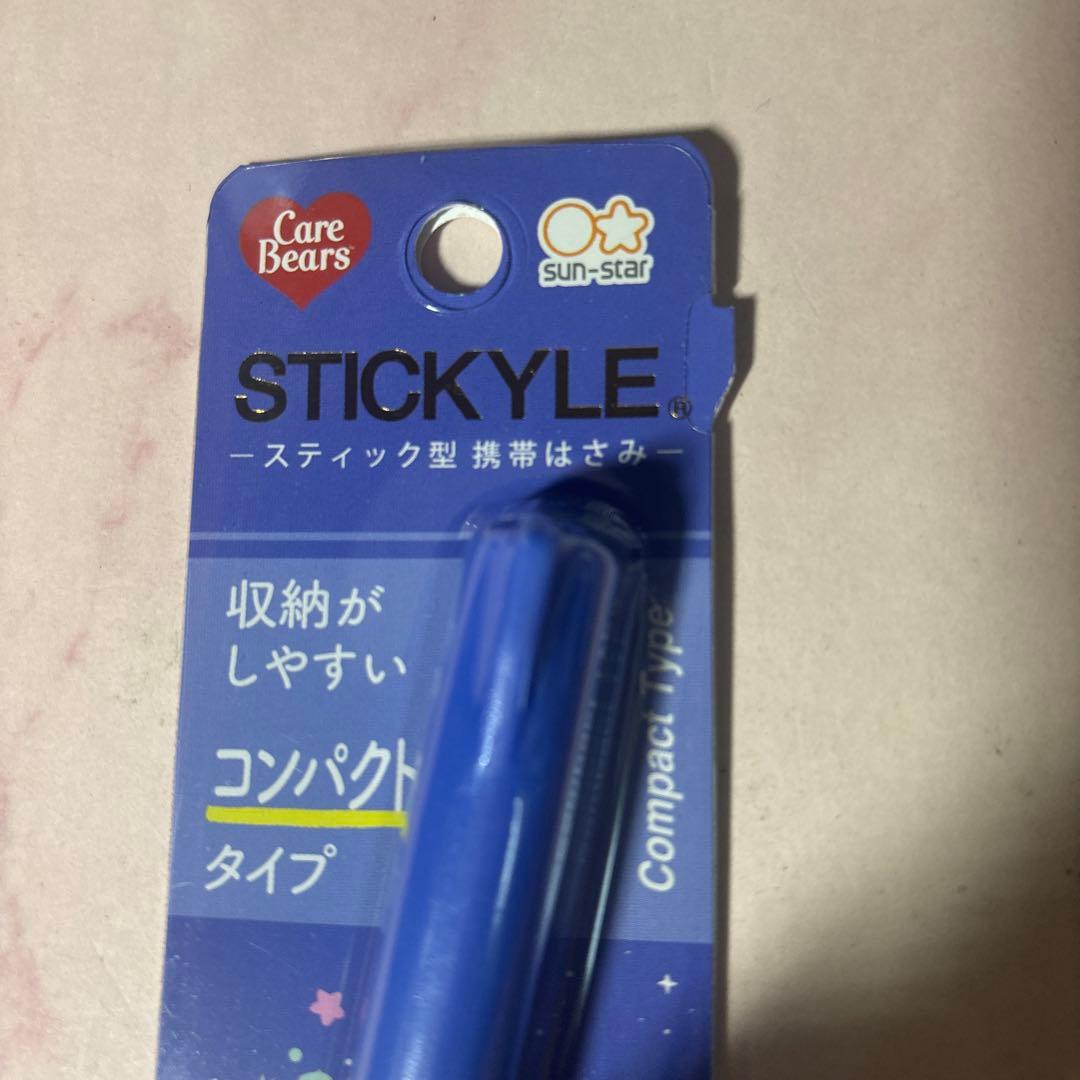 Care
Bears™
sun-star
STICKYLE®
ースティック型 携帯はさみー
収納が
しやすい
コンパクト
タイプ
Compact Type